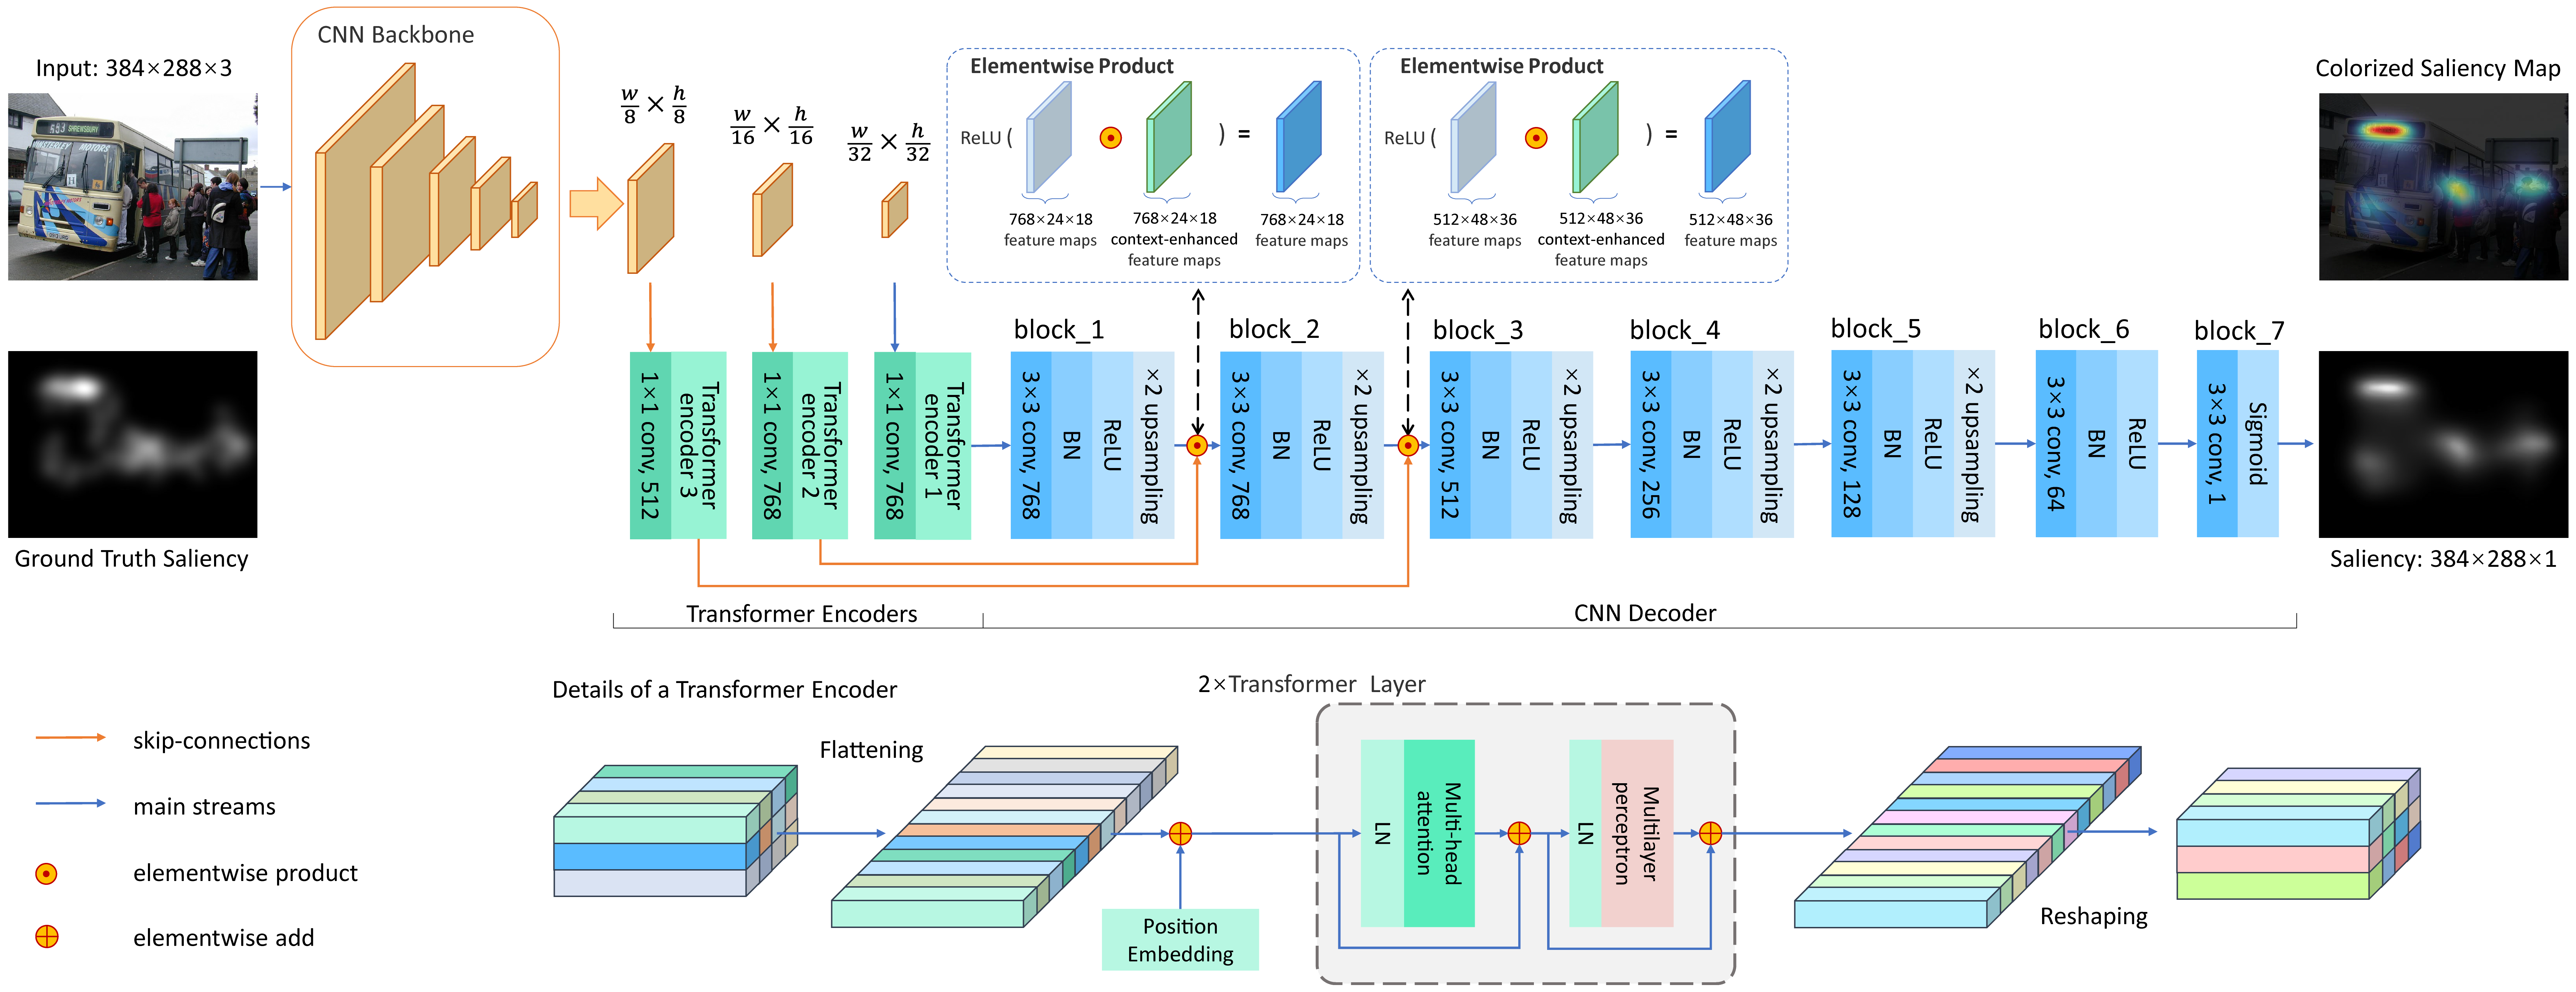 CNN Backbone
Input: 384×288×3
683 SHREWSBURY
MOTORS
w/8 × h/8
w/16 × h/16
w/32 × h/32
Elementwise Product
ReLU ( ⊙ ) =
768×24×18
feature maps
768×24×18
context-enhanced
feature maps
768×24×18
feature maps
Elementwise Product
ReLU ( ⊙ ) =
512×48×36
feature maps
512×48×36
context-enhanced
feature maps
512×48×36
feature maps
Colorized Saliency Map
1×1 conv, 512
Transformer
encoder 3
1×1 conv, 768
Transformer
encoder 2
1×1 conv, 768
Transformer
encoder 1
block_1
3×3 conv, 768
BN
ReLU
×2 upsampling
block_2
3×3 conv, 768
BN
ReLU
×2 upsampling
block_3
3×3 conv, 512
BN
ReLU
×2 upsampling
block_4
3×3 conv, 256
BN
ReLU
×2 upsampling
block_5
3×3 conv, 128
BN
ReLU
×2 upsampling
block_6
3×3 conv, 64
BN
ReLU
block_7
3×3 conv, 1
Sigmoid
Ground Truth Saliency
Saliency: 384×288×1
Transformer Encoders
CNN Decoder
Details of a Transformer Encoder
2×Transformer Layer
skip-connections
main streams
elementwise product
elementwise add
Flattening
Position
Embedding
LN
Multi-head
attention
LN
Multilayer
perceptron
Reshaping